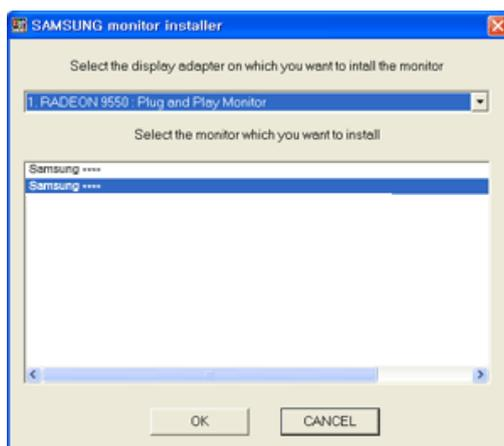 SAMSUNG monitor installer
Select the display adapter on which you want to intall the monitor
1. RADEON 9550 : Plug and Play Monitor
Select the monitor which you want to install
Samsung ****
Samsung ****
OK
CANCEL